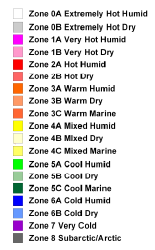 Zone 0A Extremely Hot Humid
Zone 0B Extremely Hot Dry
Zone 1A Very Hot Humid
Zone 1B Very Hot Dry
Zone 2A Hot Humid
Zone 2B Hot Dry
Zone 3A Warm Humid
Zone 3B Warm Dry
Zone 3C Warm Marine
Zone 4A Mixed Humid
Zone 4B Mixed Dry
Zone 4C Mixed Marine
Zone 5A Cool Humid
Zone 5B Cool Dry
Zone 5C Cool Marine
Zone 6A Cold Humid
Zone 6B Cold Dry
Zone 7 Very Cold
Zone 8 Subarctic/Arctic